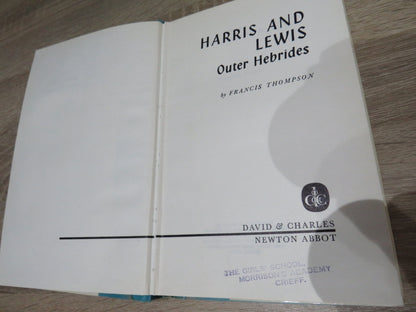 HARRIS AND
LEWIS
Outer Hebrides
by FRANCIS THOMPSON
DAVID & CHARLES
NEWTON ABBOT
THE GIRLS' SCHOOL,
MORRISON'S ACADEMY
CRIEFF.